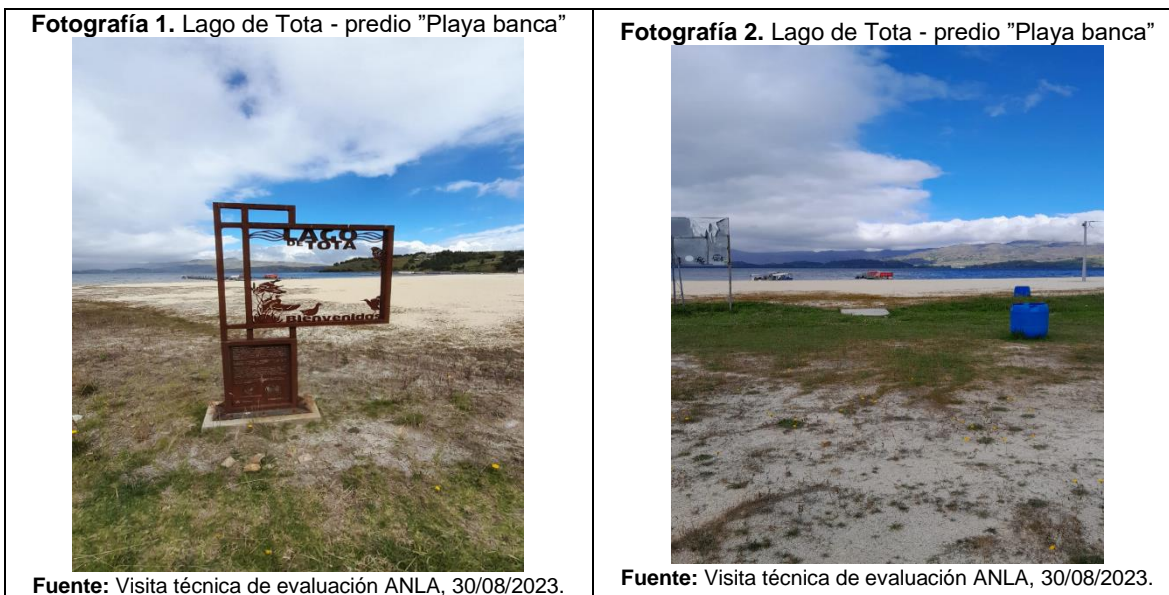 Fotografía 1. Lago de Tota - predio ”Playa banca”
LAGO
DE TOTA
Bienvenidos
Fuente: Visita técnica de evaluación ANLA, 30/08/2023.
Fotografía 2. Lago de Tota - predio ”Playa banca”
Fuente: Visita técnica de evaluación ANLA, 30/08/2023.